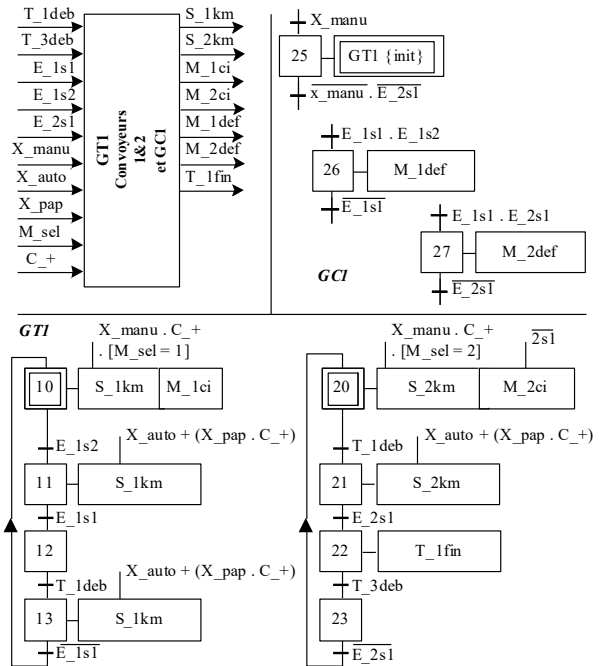 T_1deb
T_3deb
E_1s1
E_1s2
E_2s1
X_manu
X_auto
X_pap
M_sel
C_+
GT1
Convoyeurs
1&2
et GC1
S_1km
S_2km
M_1ci
M_2ci
M_1def
M_2def
T_1fin
X_manu
25 GT1 {init}
x_manu . E_2s1
E_1s1 . E_1s2
26 M_1def
E_1s1
E_1s1 . E_2s1
27 M_2def
E_2s1
GC1
GT1
X_manu . C_+
. [M_sel = 1]
10 S_1km M_1ci
E_1s2
X_auto + (X_pap . C_+)
11 S_1km
E_1s1
12
T_1deb
X_auto + (X_pap . C_+)
13 S_1km
E_1s1
X_manu . C_+
. [M_sel = 2]
2s1
20 S_2km M_2ci
T_1deb
X_auto + (X_pap . C_+)
21 S_2km
E_2s1
22 T_1fin
T_3deb
23
E_2s1